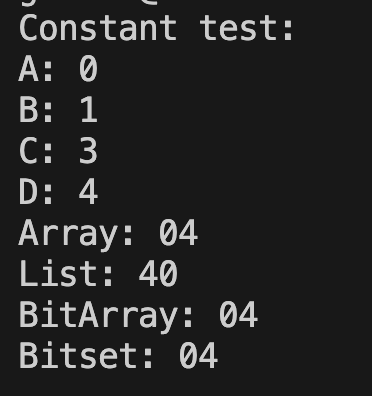 Constant test:
A: 0
B: 1
C: 3
D: 4
Array: 04
List: 40
BitArray: 04
Bitset: 04